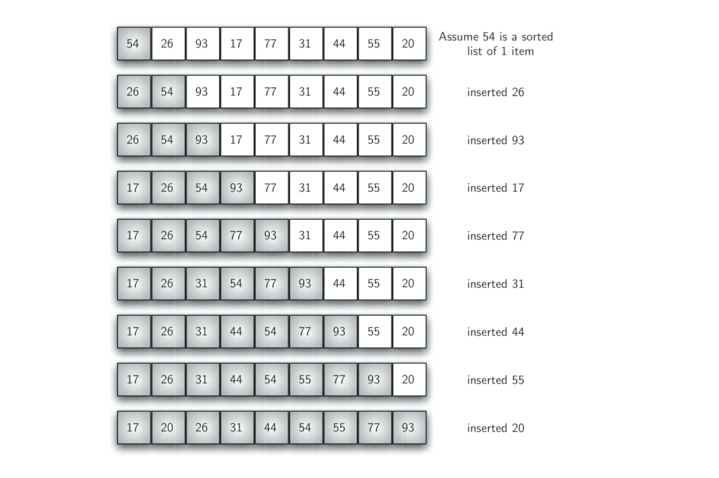 54 26 93 17 77 31 44 55 20 Assume 54 is a sorted
list of 1 item
26 54 93 17 77 31 44 55 20 inserted 26
26 54 93 17 77 31 44 55 20 inserted 93
17 26 54 93 77 31 44 55 20 inserted 17
17 26 54 77 93 31 44 55 20 inserted 77
17 26 31 54 77 93 44 55 20 inserted 31
17 26 31 44 54 77 93 55 20 inserted 44
17 26 31 44 54 55 77 93 20 inserted 55
17 20 26 31 44 54 55 77 93 inserted 20